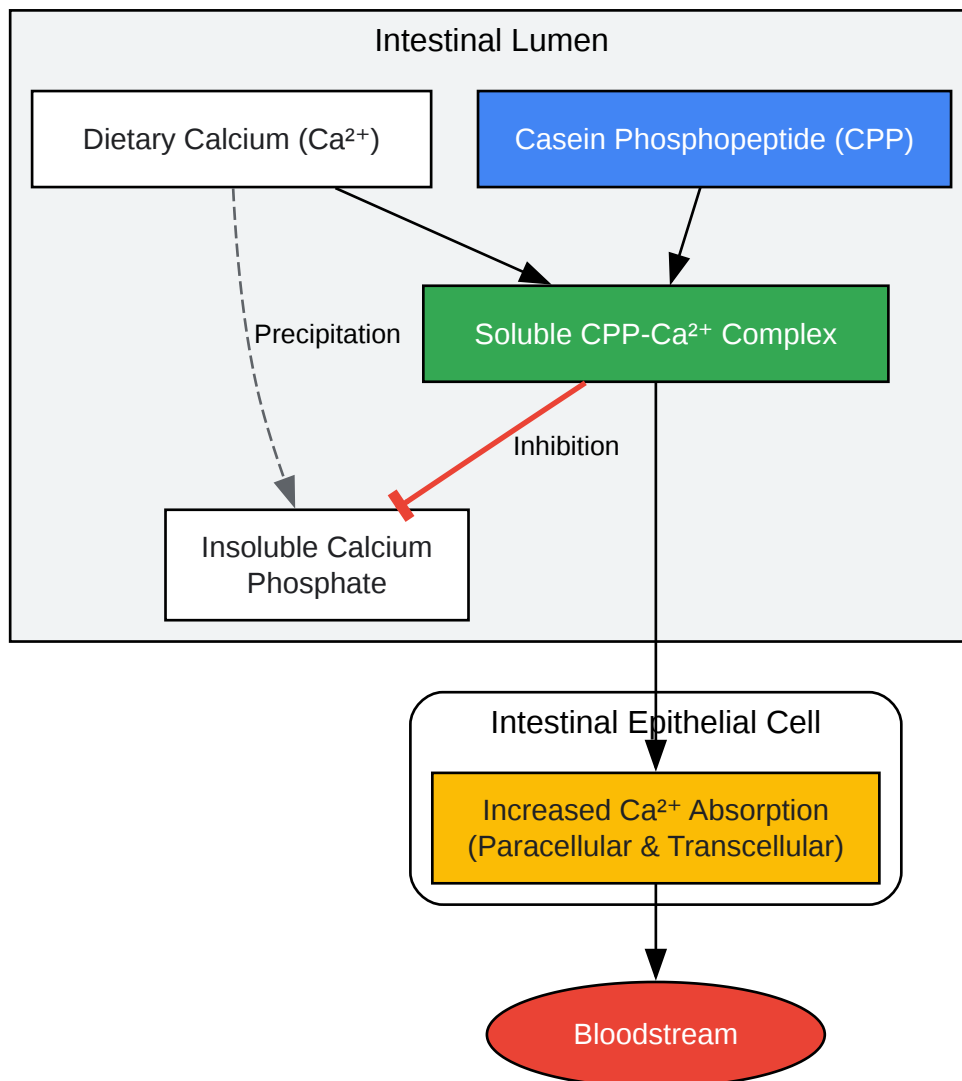 Intestinal Lumen
Dietary Calcium (Ca²⁺)
Casein Phosphopeptide (CPP)
Precipitation
Soluble CPP-Ca²⁺ Complex
Inhibition
Insoluble Calcium
Phosphate
Intestinal Epithelial Cell
Increased Ca²⁺ Absorption
(Paracellular & Transcellular)
Bloodstream